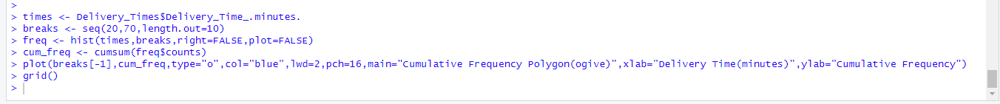 >
> times <- Delivery_Times$Delivery_Time_.minutes.
> breaks <- seq(20,70,length.out=10)
> freq <- hist(times,breaks,right=FALSE,plot=FALSE)
> cum_freq <- cumsum(freq$counts)
> plot(breaks[-1],cum_freq,type="o",col="blue",lwd=2,pch=16,main="Cumulative Frequency Polygon(ogive)",xlab="Delivery Time(minutes)",ylab="Cumulative Frequency")
> grid()
>